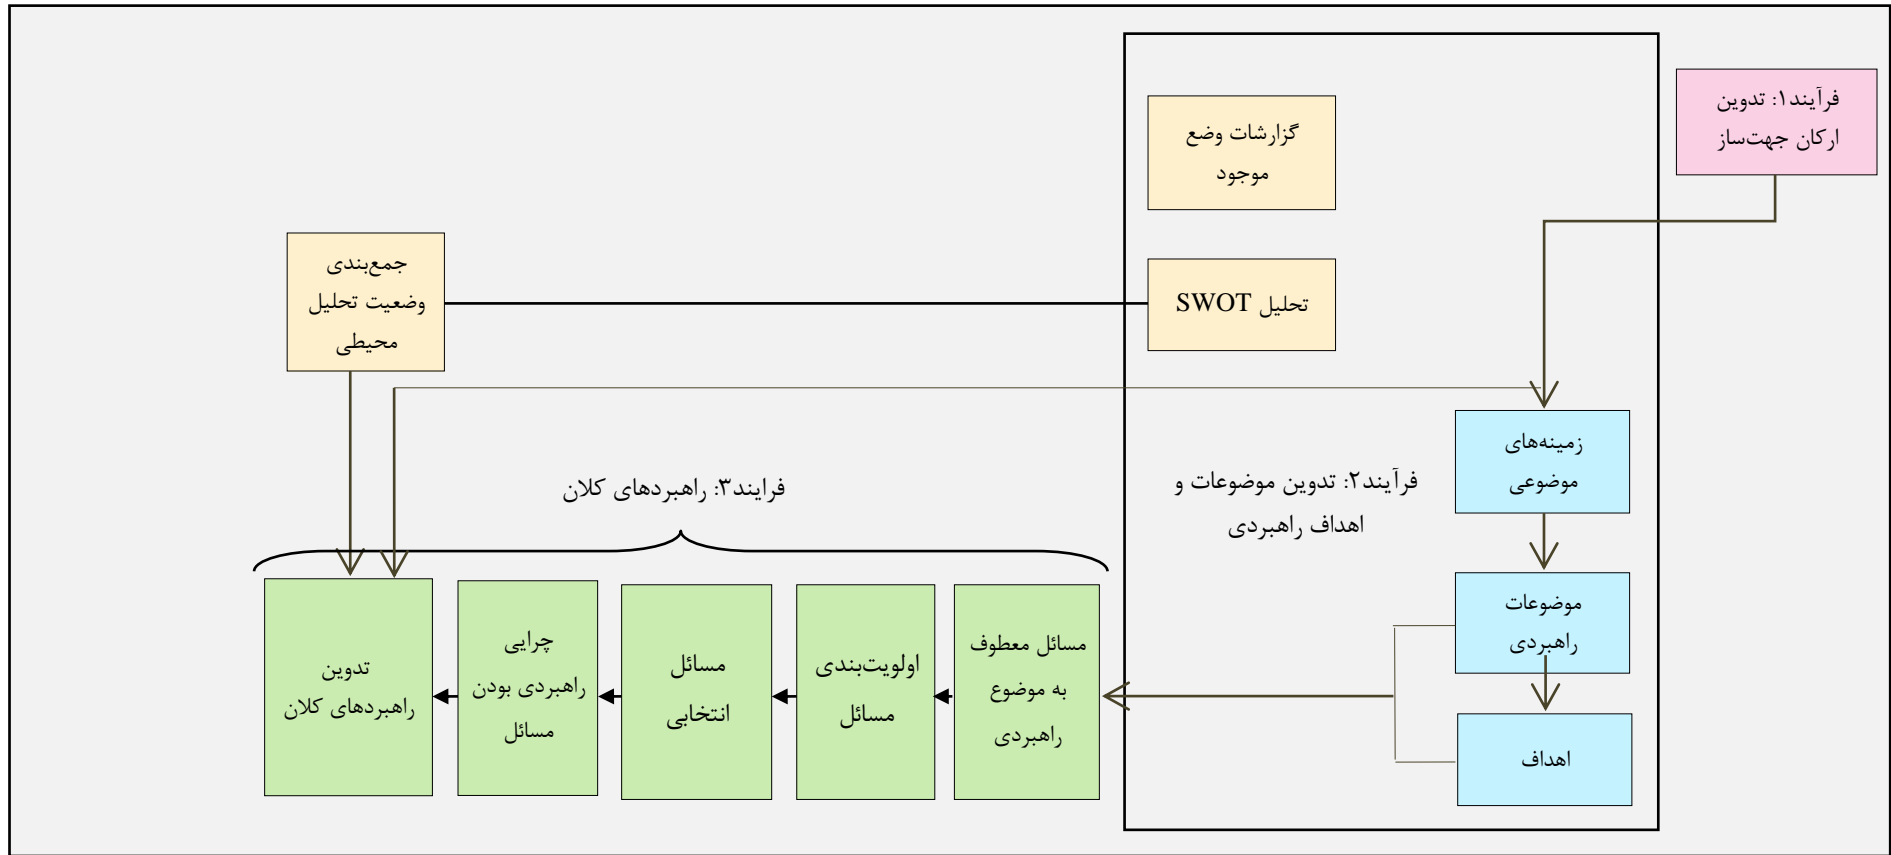 فرآیند۱: تدوین
ارکان جهت‌ساز
گزارشات وضع
موجود
تحلیل SWOT
جمع‌بندی
وضعیت تحلیل
محیطی
زمینه‌های
موضوعی
فرآیند۲: تدوین موضوعات و
اهداف راهبردی
موضوعات
راهبردی
اهداف
فرایند۳: راهبردهای کلان
مسائل معطوف
به موضوع
راهبردی
اولویت‌بندی
مسائل
مسائل
انتخابی
چرایی
راهبردی بودن
مسائل
تدوین
راهبردهای کلان